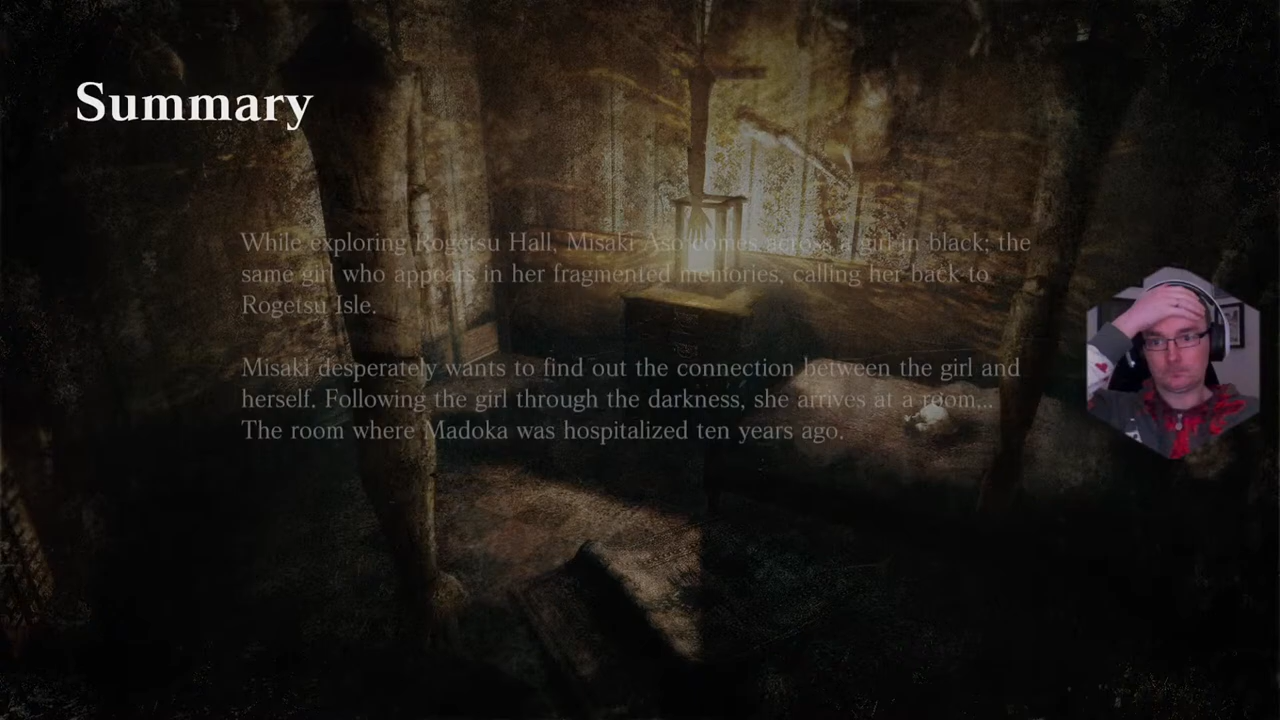 Summary
While exploring Rogetsu Hall, Misaki Aso comes across a girl in black; the
same girl who appears in her fragmented memories, calling her back to
Rogetsu Isle.
Misaki desperately wants to find out the connection between the girl and
herself. Following the girl through the darkness, she arrives at a room...
The room where Madoka was hospitalized ten years ago.